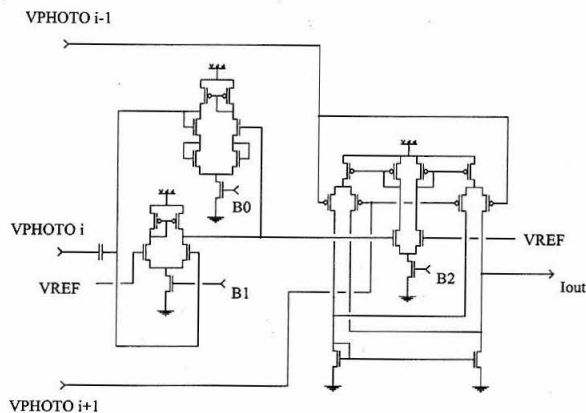 VPHOTO i-1
B0
VPHOTO i
VREF
VREF
B1
B2
Iout
VPHOTO i+1